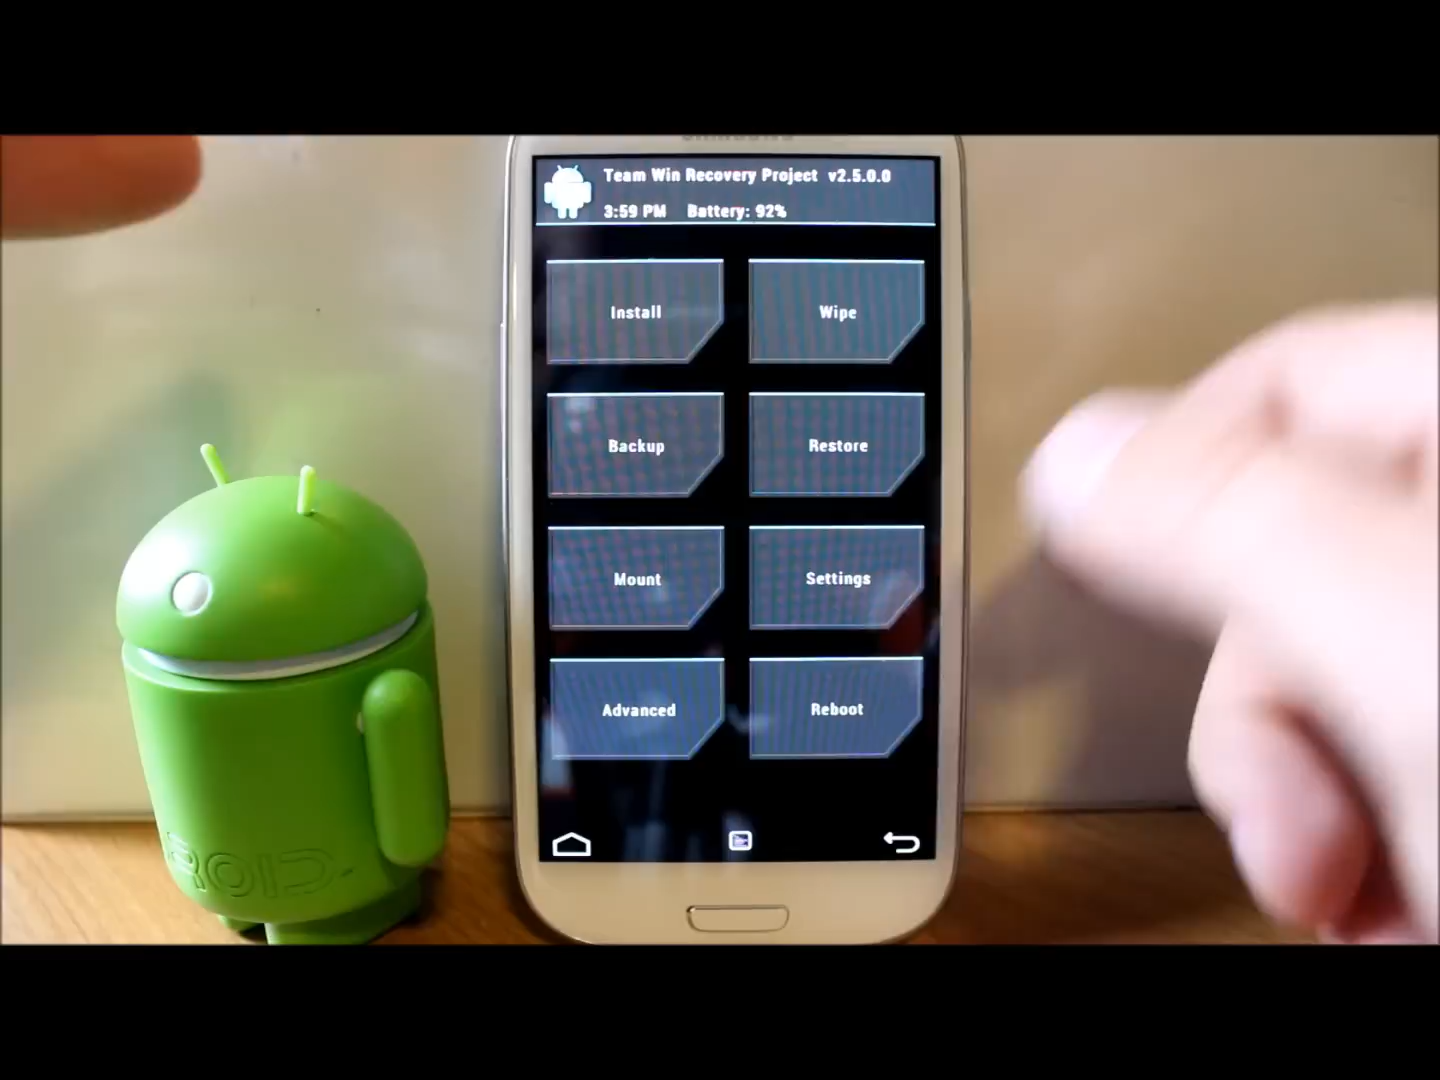 Team Win Recovery Project v2.5.0.0
3:59 PM Battery: 92%
Install Wipe
Backup Restore
Mount Settings
Advanced Reboot